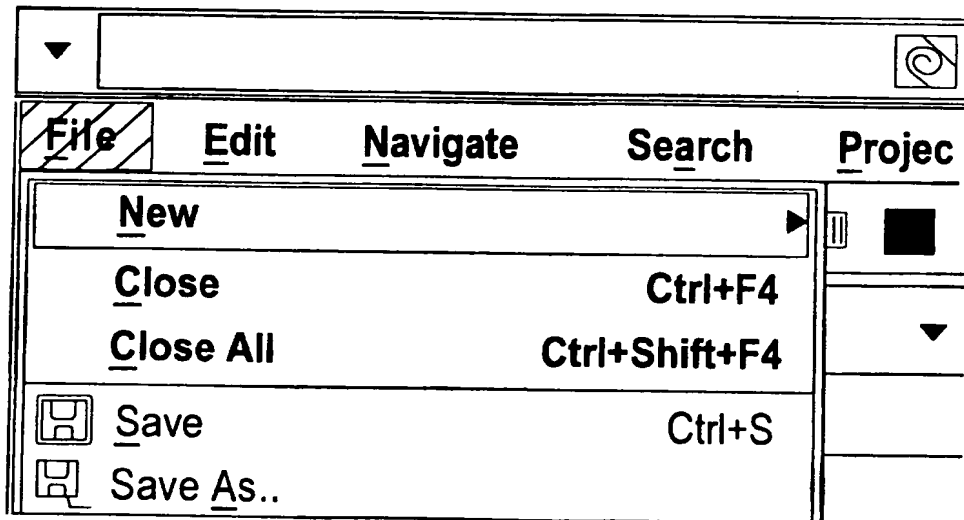 File Edit Navigate Search Projec
New
Close Ctrl+F4
Close All Ctrl+Shift+F4
Save Ctrl+S
Save As..